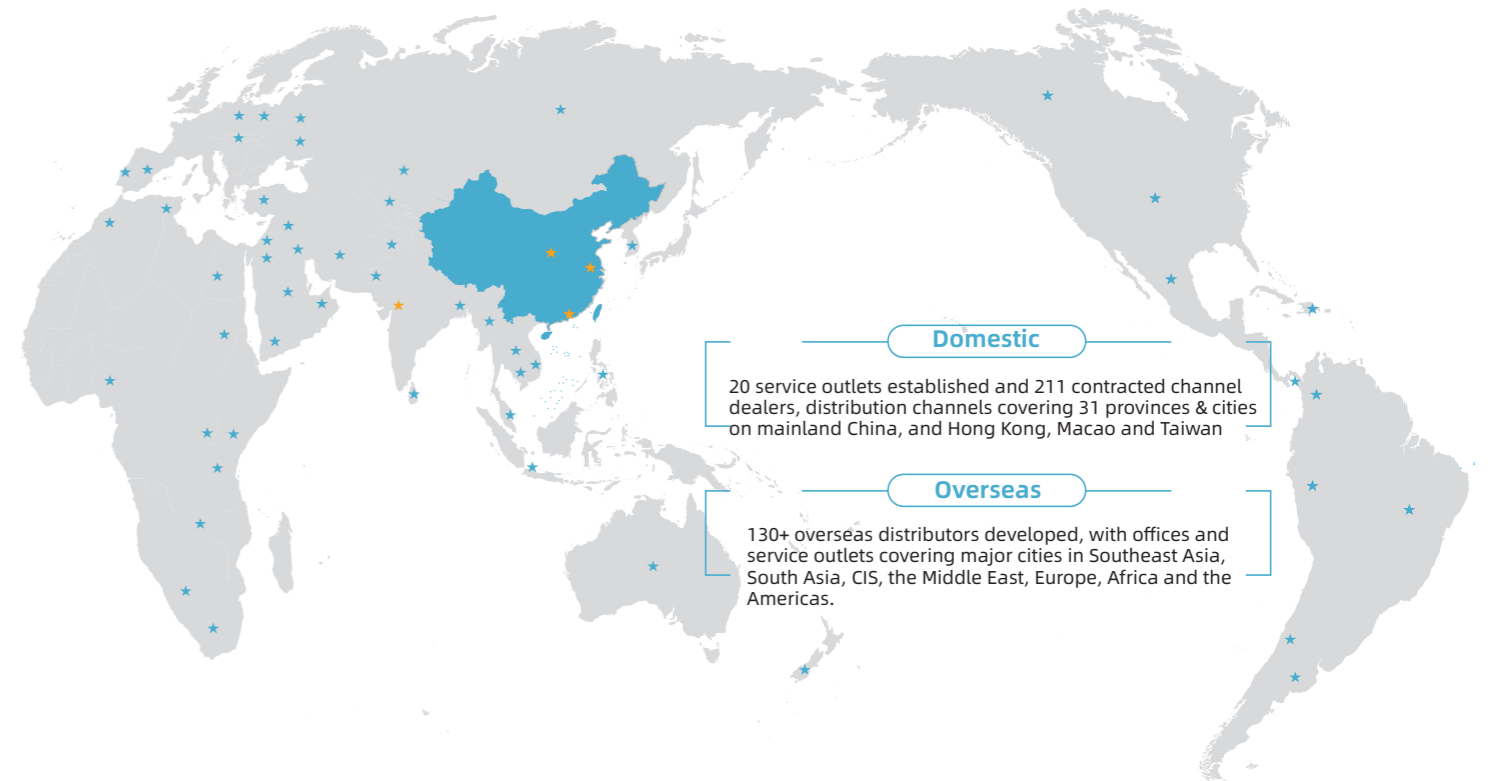 Domestic
20 service outlets established and 211 contracted channel
dealers, distribution channels covering 31 provinces & cities
on mainland China, and Hong Kong, Macao and Taiwan
Overseas
130+ overseas distributors developed, with offices and
service outlets covering major cities in Southeast Asia,
South Asia, CIS, the Middle East, Europe, Africa and the
Americas.